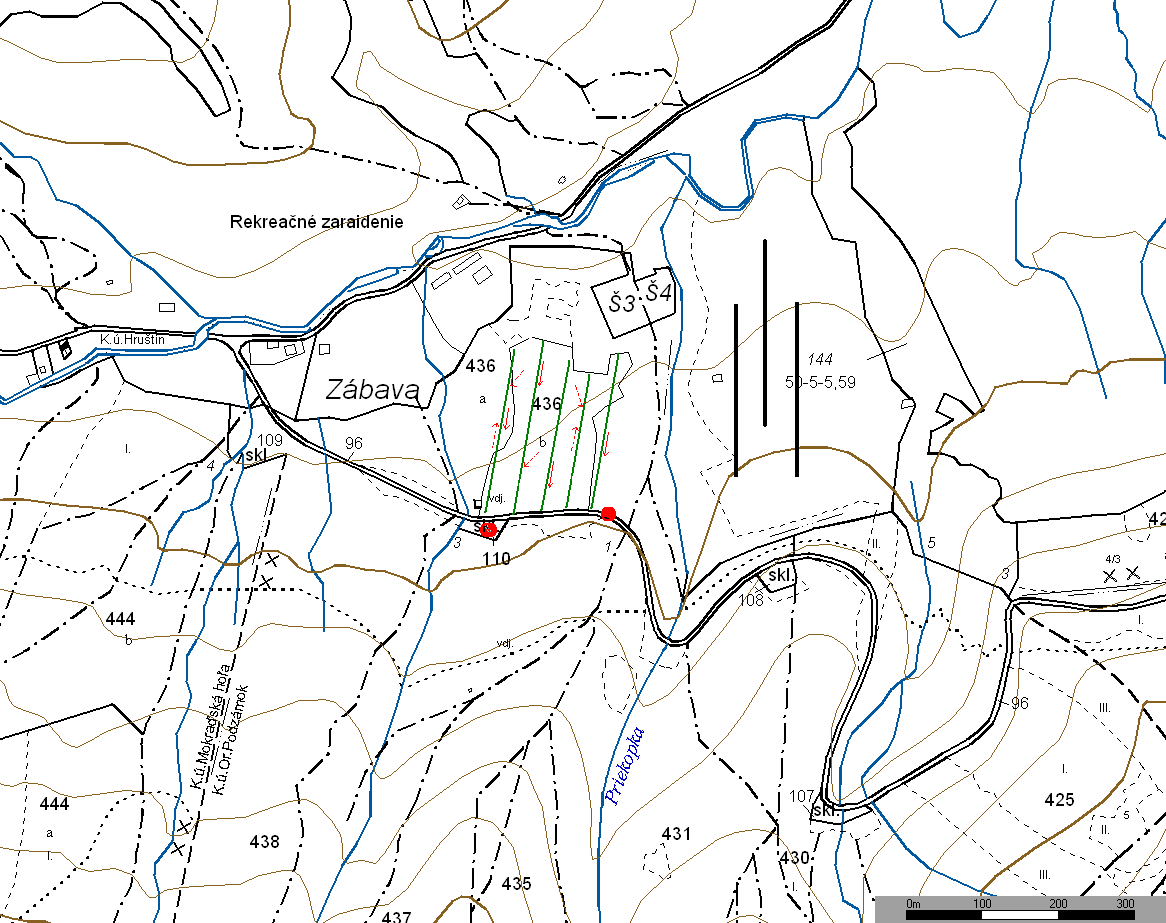 Rekreačné zaraidenie
Š3
Š4
K.ú.Hruštín
436
144
50-5-5,59
Zábava
a
436
b
109
96
I.
skl
4
vdj.
3
110
1
II.
5
3
4/3
skl.
108
I.
444
b
vdj.
K.ú.Mokraďská hoľa
K.ú.Or.Podzámok
96
III.
Priekopka
I.
444
107
skl.
425
5
II.
a
I.
438
431
430
III.
435
I.
437
0m 100 200 300